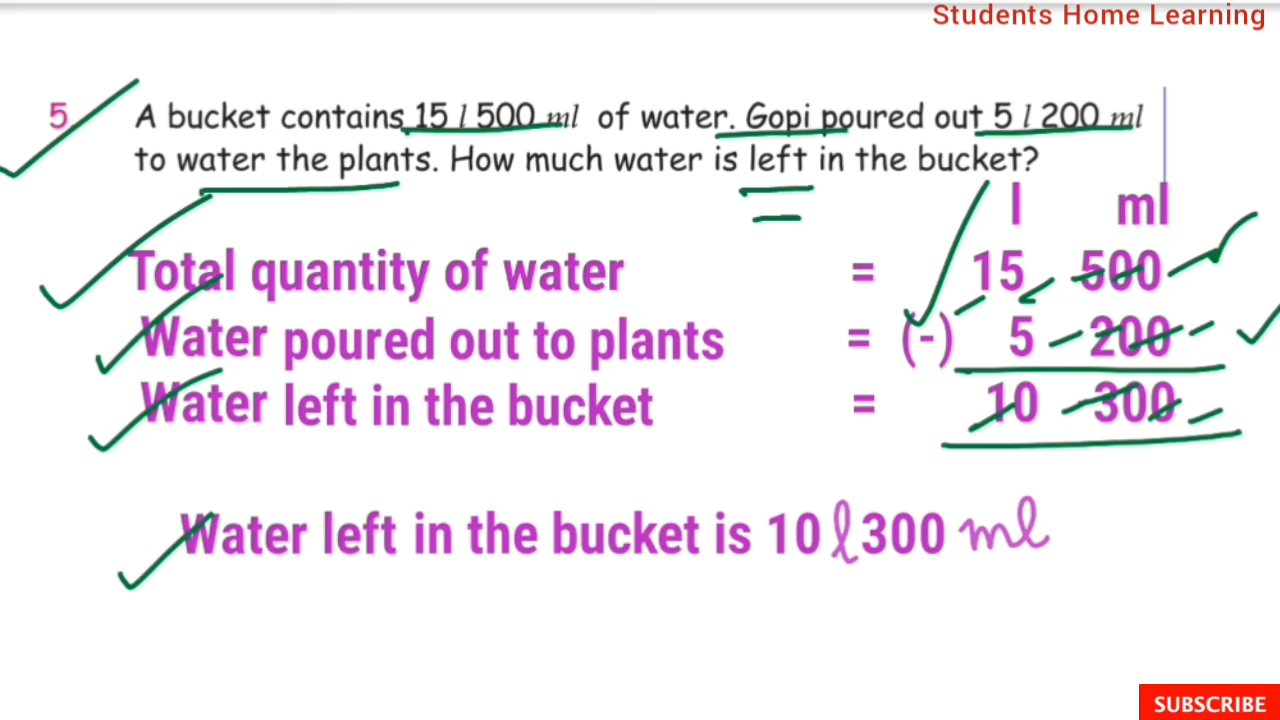 Students Home Learning
5 A bucket contains 15 l 500 ml of water. Gopi poured out 5 l 200 ml
to water the plants. How much water is left in the bucket?
l ml
Total quantity of water = 15 500
Water poured out to plants = (-) 5 200
Water left in the bucket = 10 300
Water left in the bucket is 10 l 300 ml
SUBSCRIBE